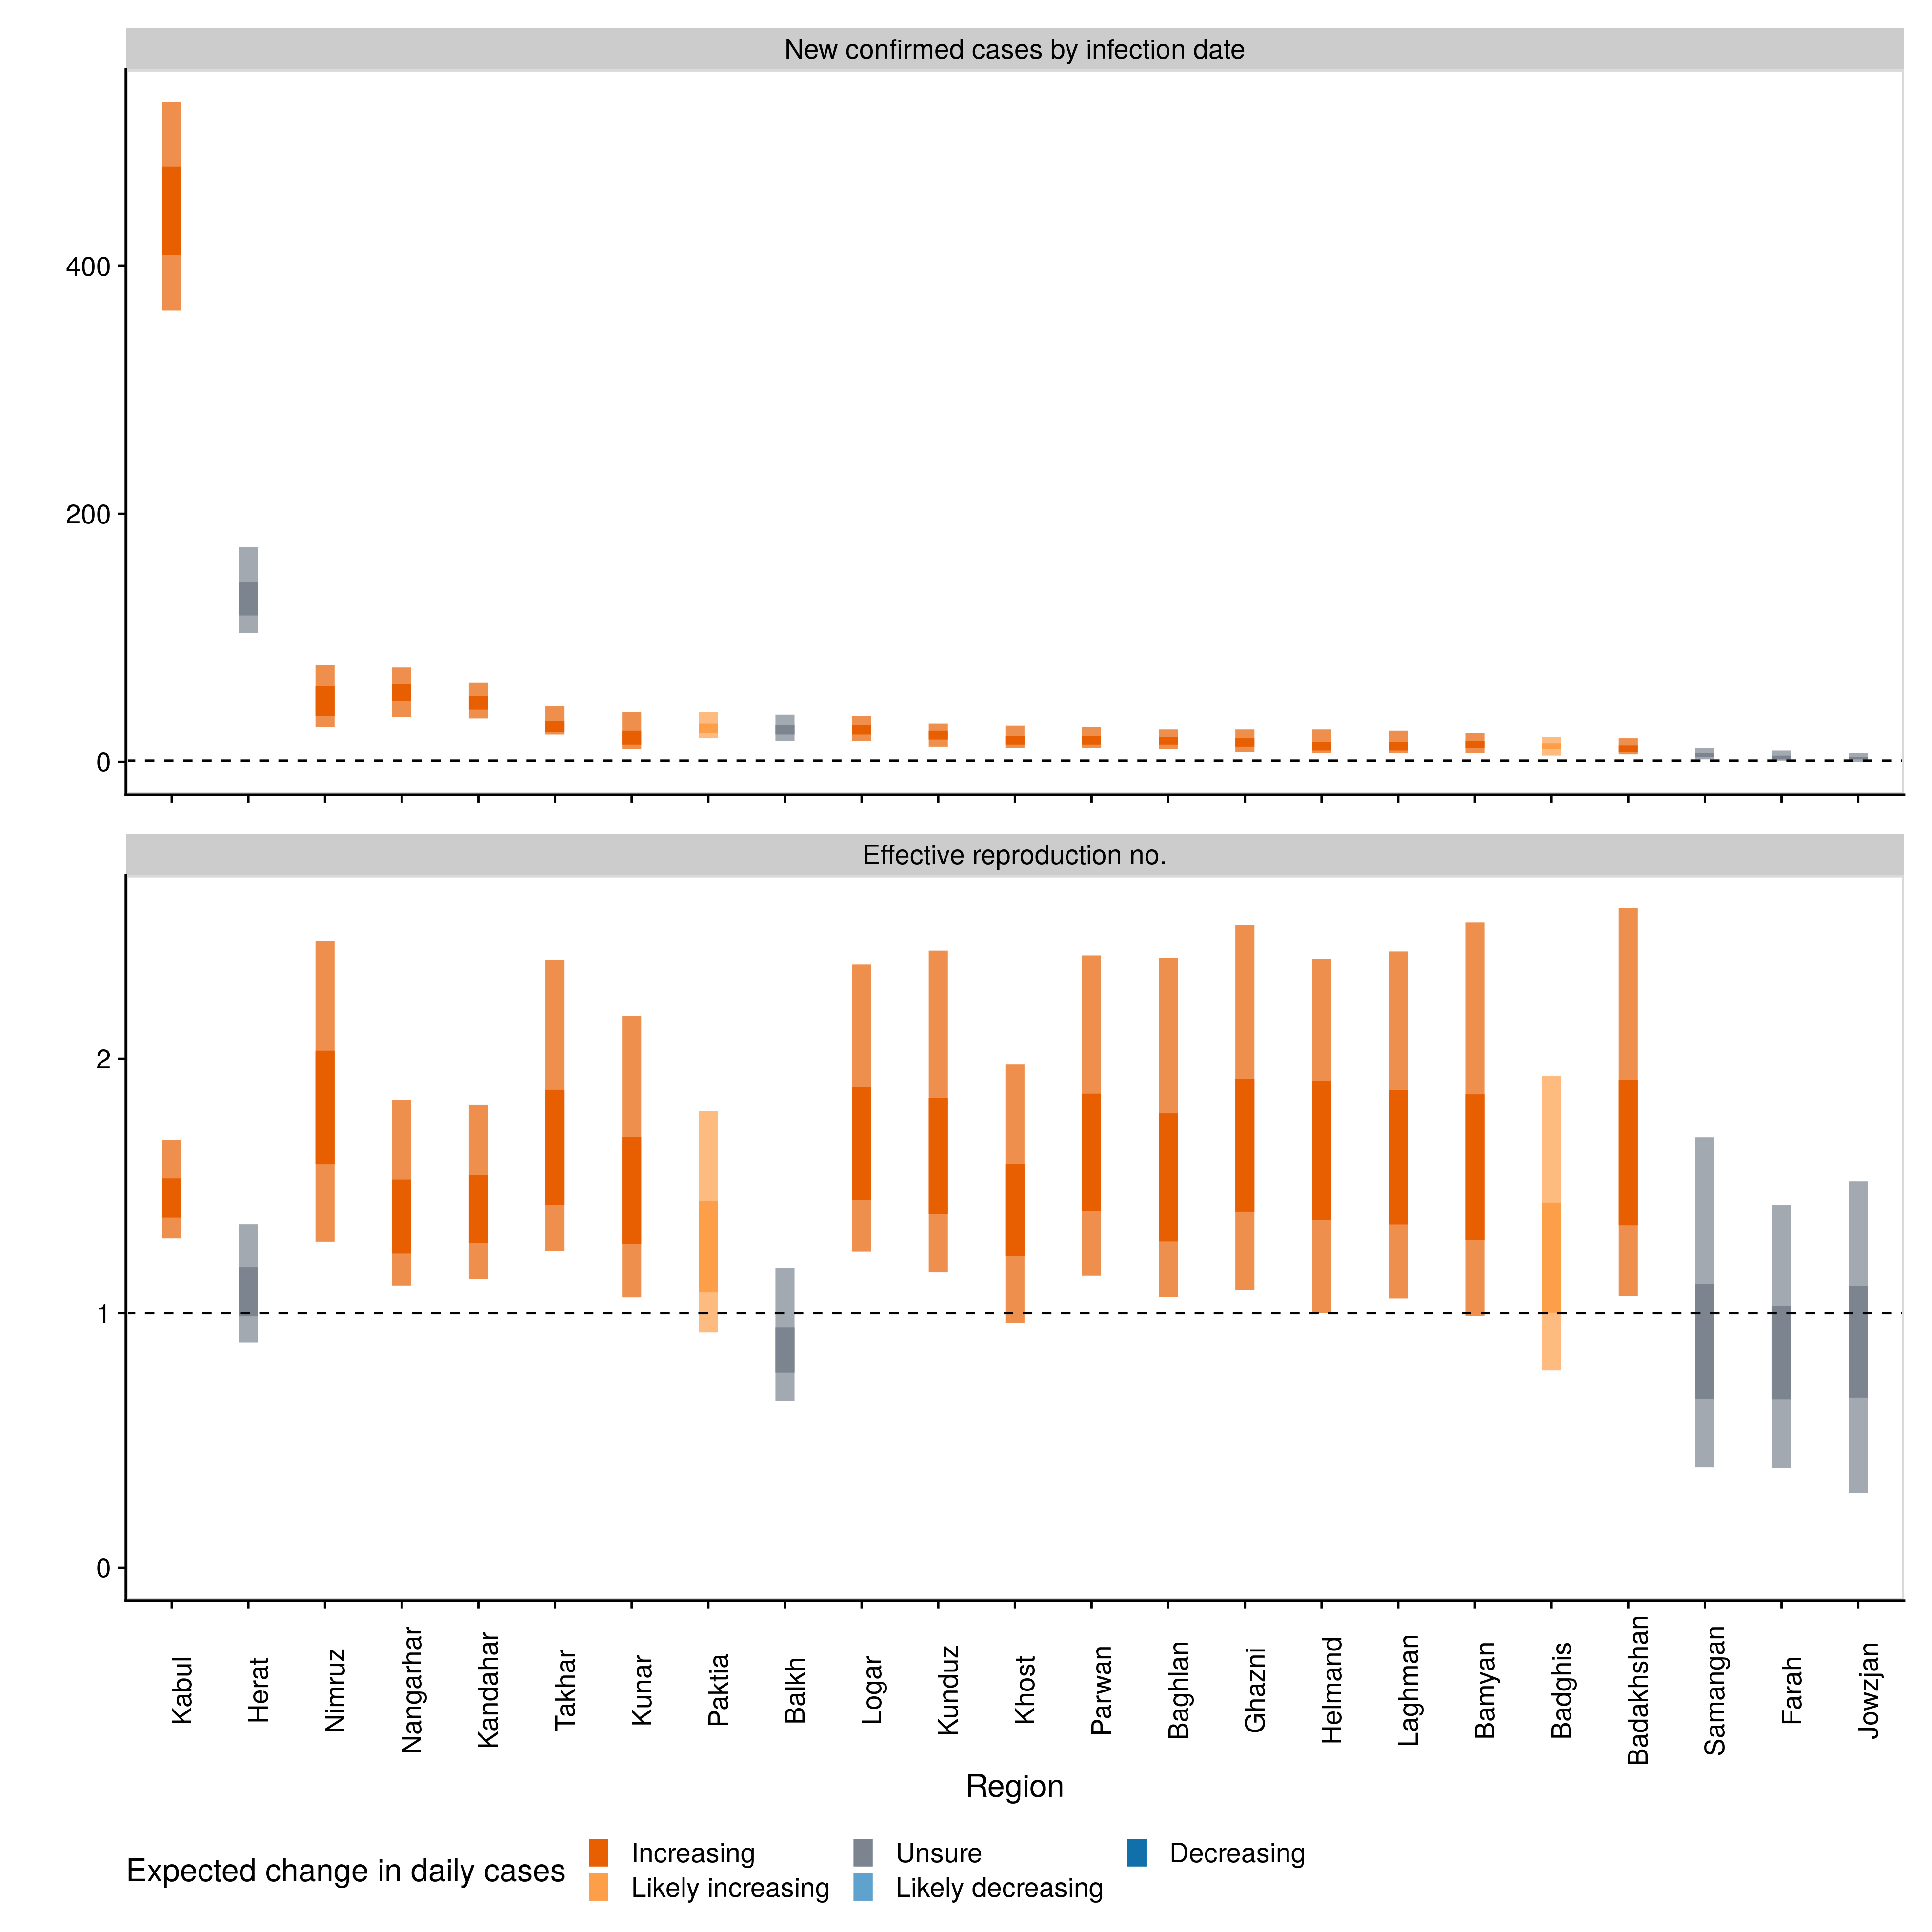 New confirmed cases by infection date
400
200
0
Effective reproduction no.
2
1
0
Kabul
Herat
Nimruz
Nangarhar
Kandahar
Takhar
Kunar
Paktia
Balkh
Logar
Kunduz
Khost
Parwan
Baghlan
Ghazni
Helmand
Laghman
Bamyan
Badghis
Badakhshan
Samangan
Farah
Jowzjan
Region
Expected change in daily cases
Increasing
Unsure
Decreasing
Likely increasing
Likely decreasing